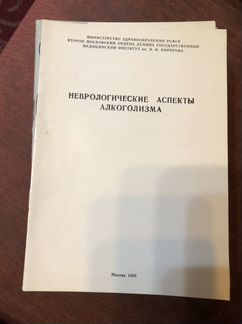 МИНИСТЕРСТВО ЗДРАВООХРАНЕНИЯ РСФСР
ВТОРОЙ МОСКОВСКИЙ ОРДЕНА ЛЕНИНА ГОСУДАРСТВЕННЫЙ
МЕДИЦИНСКИЙ ИНСТИТУТ им. Н. И. ПИРОГОВА
НЕВРОЛОГИЧЕСКИЕ АСПЕКТЫ
АЛКОГОЛИЗМА
Москва